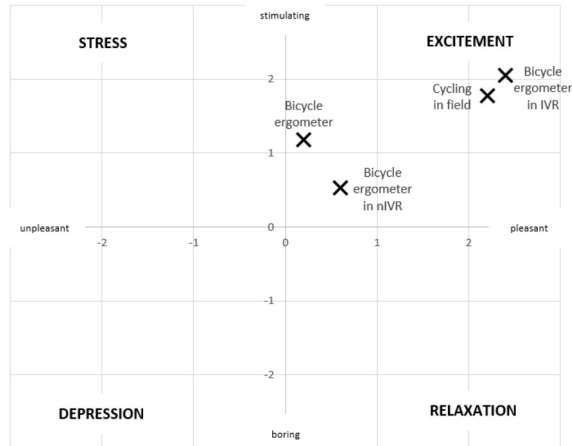 stimulating
STRESS
EXCITEMENT
2
Cycling
in field
Bicycle
ergometer
in IVR
Bicycle
ergometer
1
Bicycle
ergometer
in nIVR
unpleasant
0
pleasant
-2
-1
0
1
2
-1
-2
DEPRESSION
RELAXATION
boring